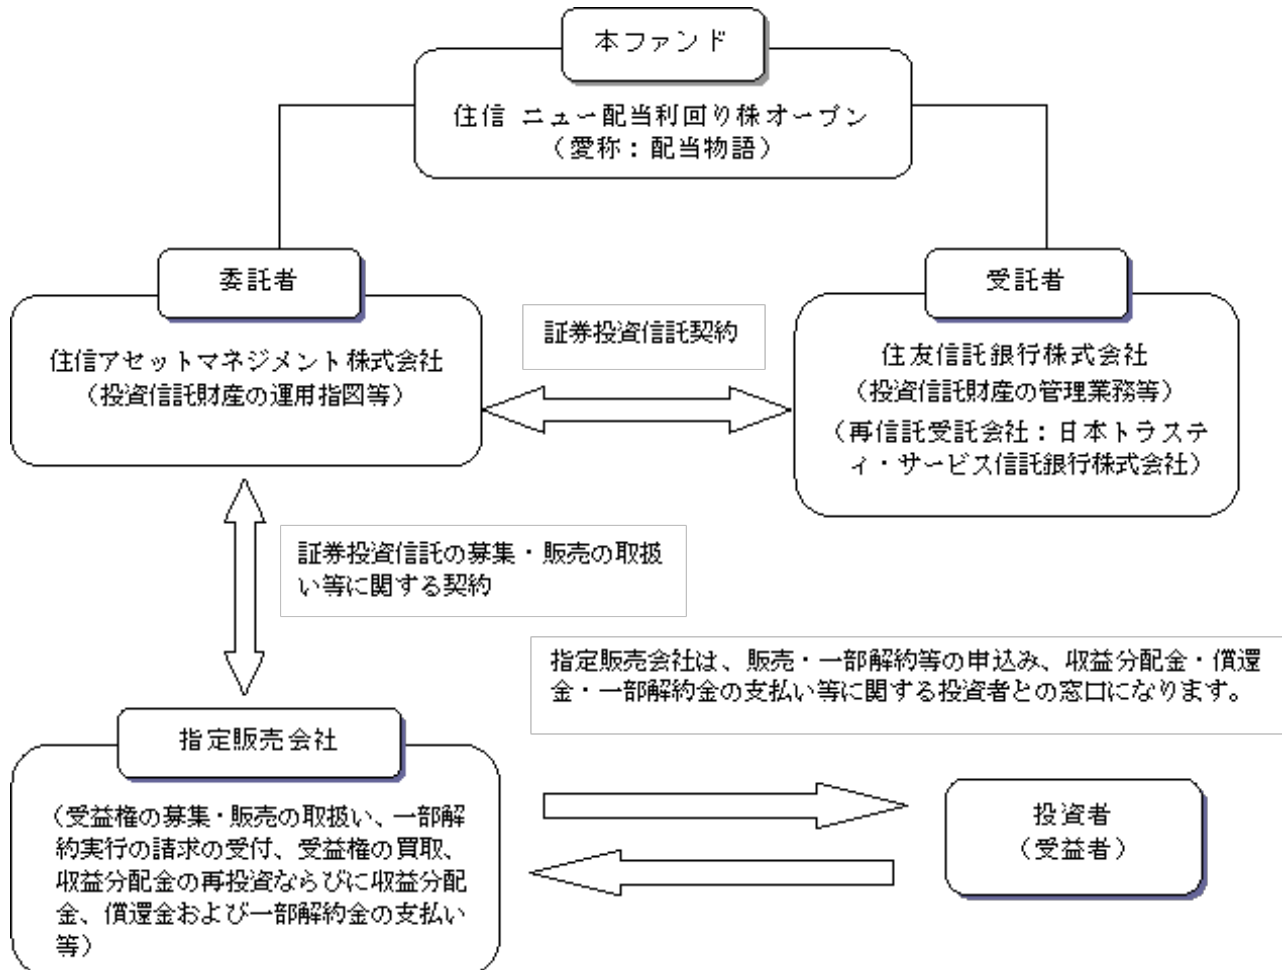 本ファンド
住信 ニュー配当利回り株オープン
（愛称：配当物語）
委託者
住信アセットマネジメント株式会社
（投資信託財産の運用指図等）
証券投資信託契約
受託者
住友信託銀行株式会社
（投資信託財産の管理業務等）
（再信託受託会社：日本トラステ
ィ・サービス信託銀行株式会社）
証券投資信託の募集・販売の取扱
い等に関する契約
指定販売会社は、販売・一部解約等の申込み、収益分配金・償還
金・一部解約金の支払い等に関する投資者との窓口になります。
指定販売会社
（受益権の募集・販売の取扱い、一部解
約実行の請求の受付、受益権の買取、
収益分配金の再投資ならびに収益分配
金、償還金および一部解約金の支払い
等）
投資者
（受益者）